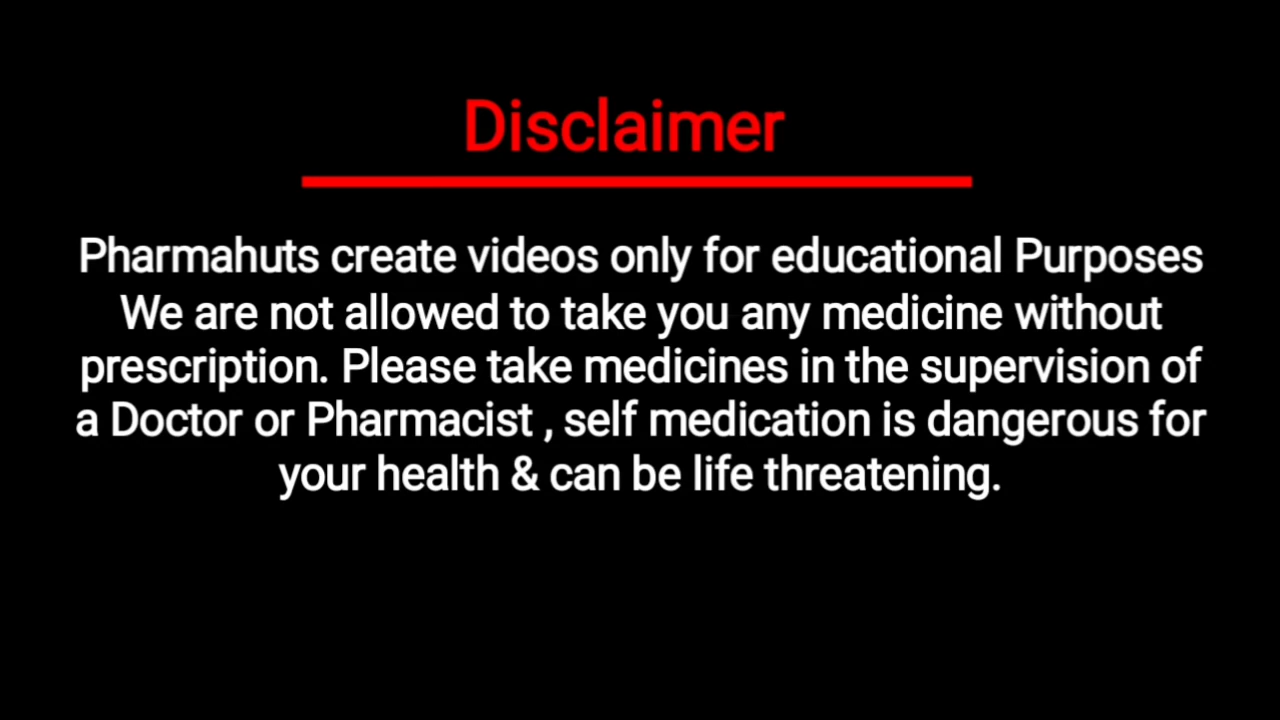 Disclaimer
Pharmahuts create videos only for educational Purposes
We are not allowed to take you any medicine without
prescription. Please take medicines in the supervision of
a Doctor or Pharmacist , self medication is dangerous for
your health & can be life threatening.